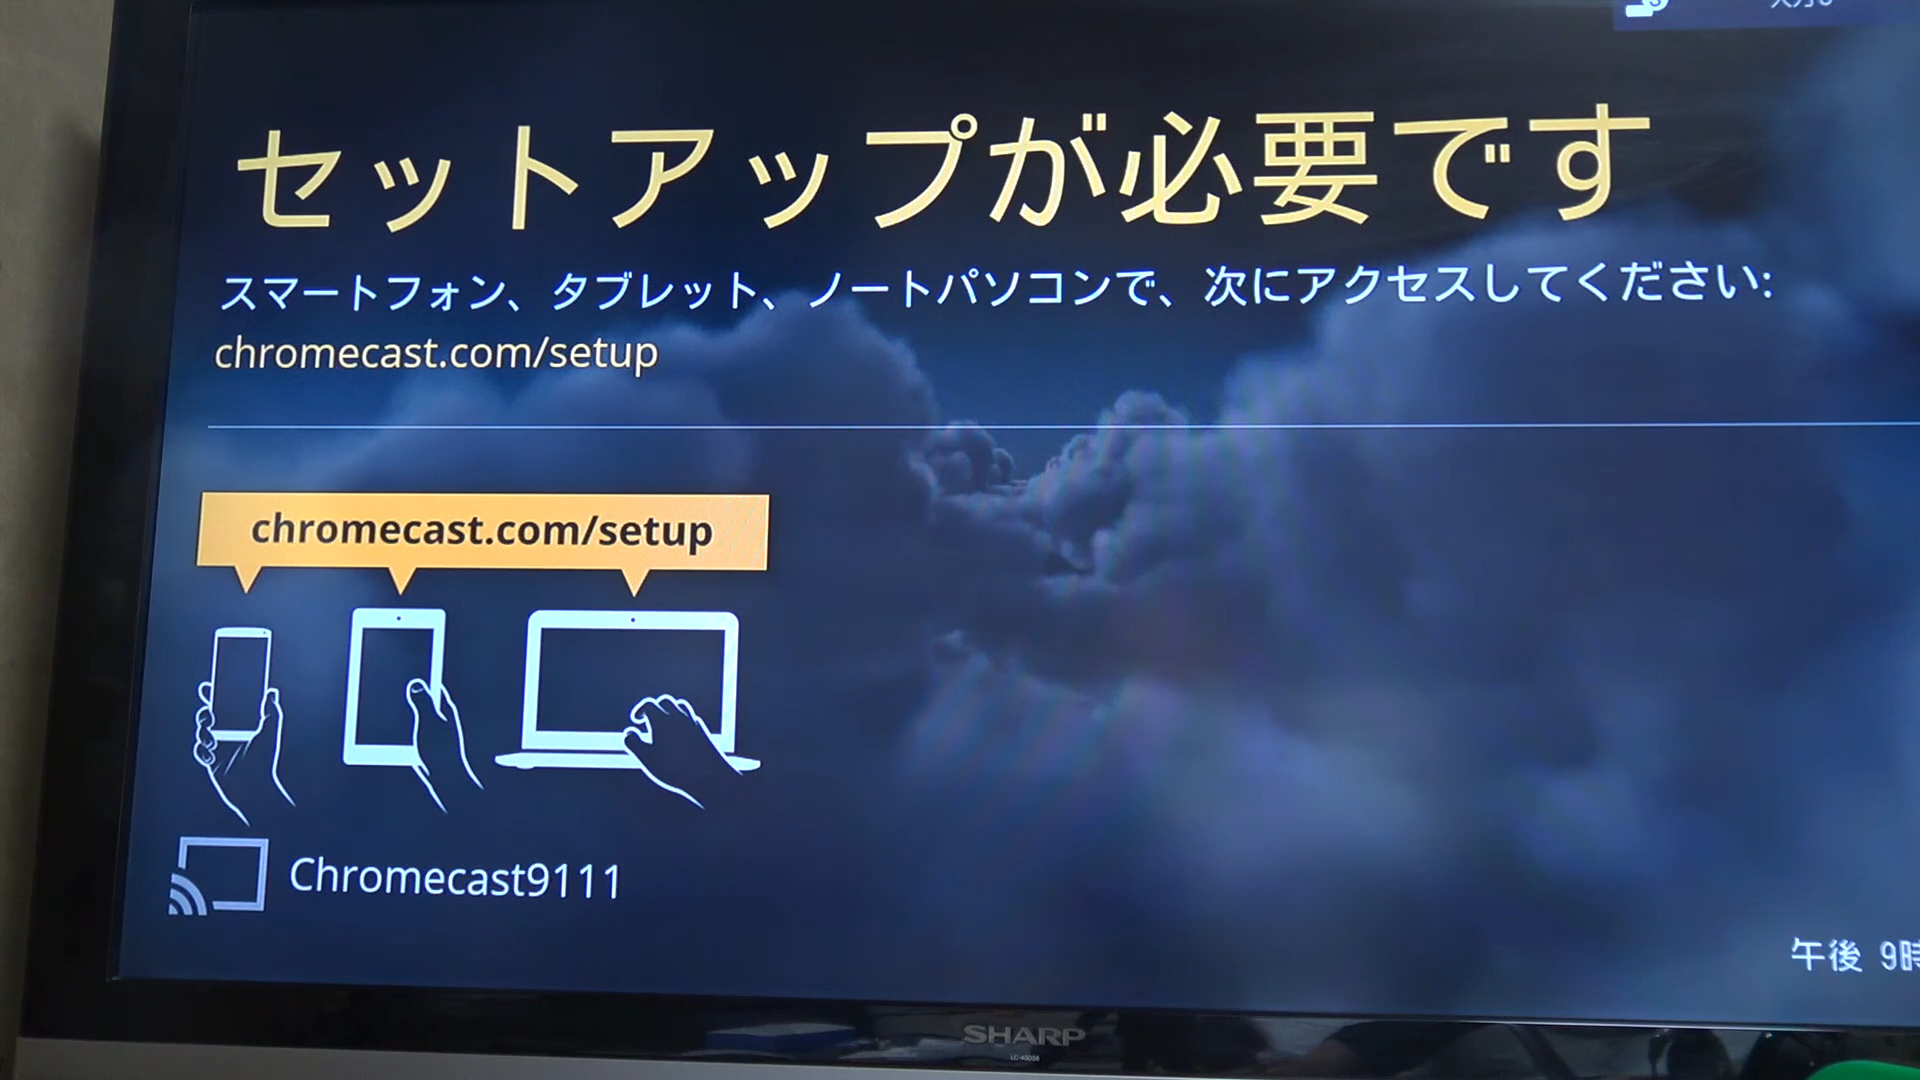 セットアップが必要です
スマートフォン、タブレット、ノートパソコンで、次にアクセスしてください:
chromecast.com/setup
chromecast.com/setup
Chromecast9111
午後 9時
SHARP